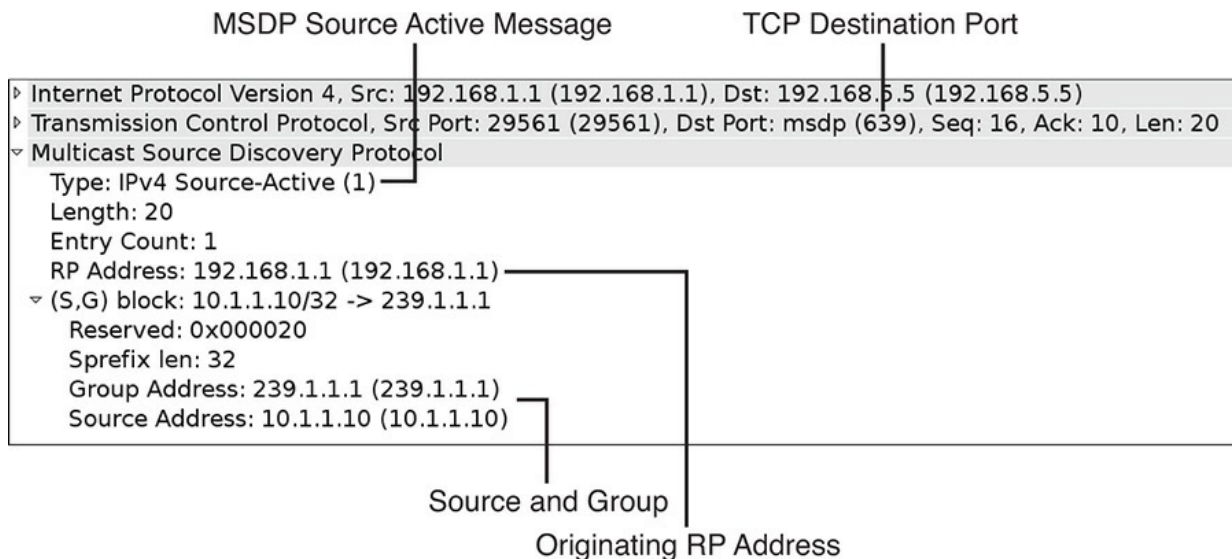 MSDP Source Active Message
TCP Destination Port
Internet Protocol Version 4, Src: 192.168.1.1 (192.168.1.1), Dst: 192.168.5.5 (192.168.5.5)
Transmission Control Protocol, Src Port: 29561 (29561), Dst Port: msdp (639), Seq: 16, Ack: 10, Len: 20
Multicast Source Discovery Protocol
Type: IPv4 Source-Active (1)
Length: 20
Entry Count: 1
RP Address: 192.168.1.1 (192.168.1.1)
(S,G) block: 10.1.1.10/32 -> 239.1.1.1
Reserved: 0x000020
Sprefix len: 32
Group Address: 239.1.1.1 (239.1.1.1)
Source Address: 10.1.1.10 (10.1.1.10)
Source and Group
Originating RP Address